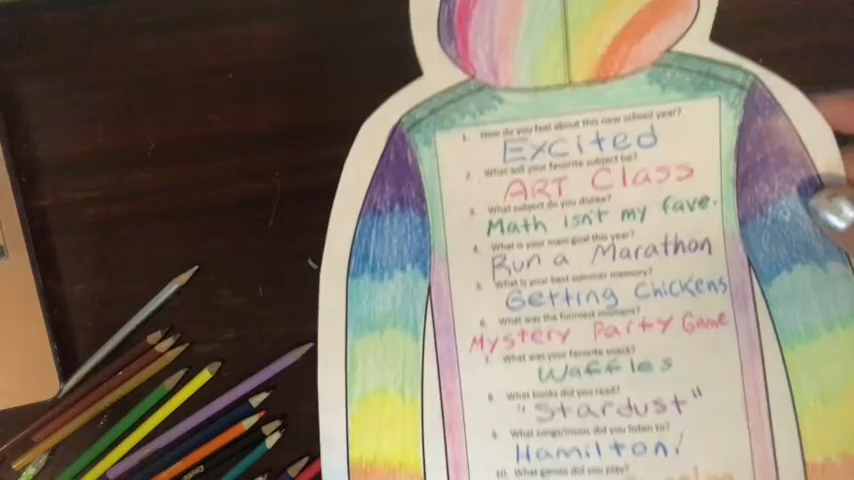 1. How do you feel about this new school year?
Excited
2. What will your favorite subject be?
ART Class
3. What subject do you dislike?
Math isn't my fave.
4. What is your main goal this year?
Run a Marathon
5. What is your best summer memory?
Getting Chickens
6. What was the funniest moment?
Mystery Party Game
7. What was your favorite snack?
Waffles
8. What books did you read?
"Stardust"
9. What songs/music did you listen to?
Hamilton!
10. What games did you play?